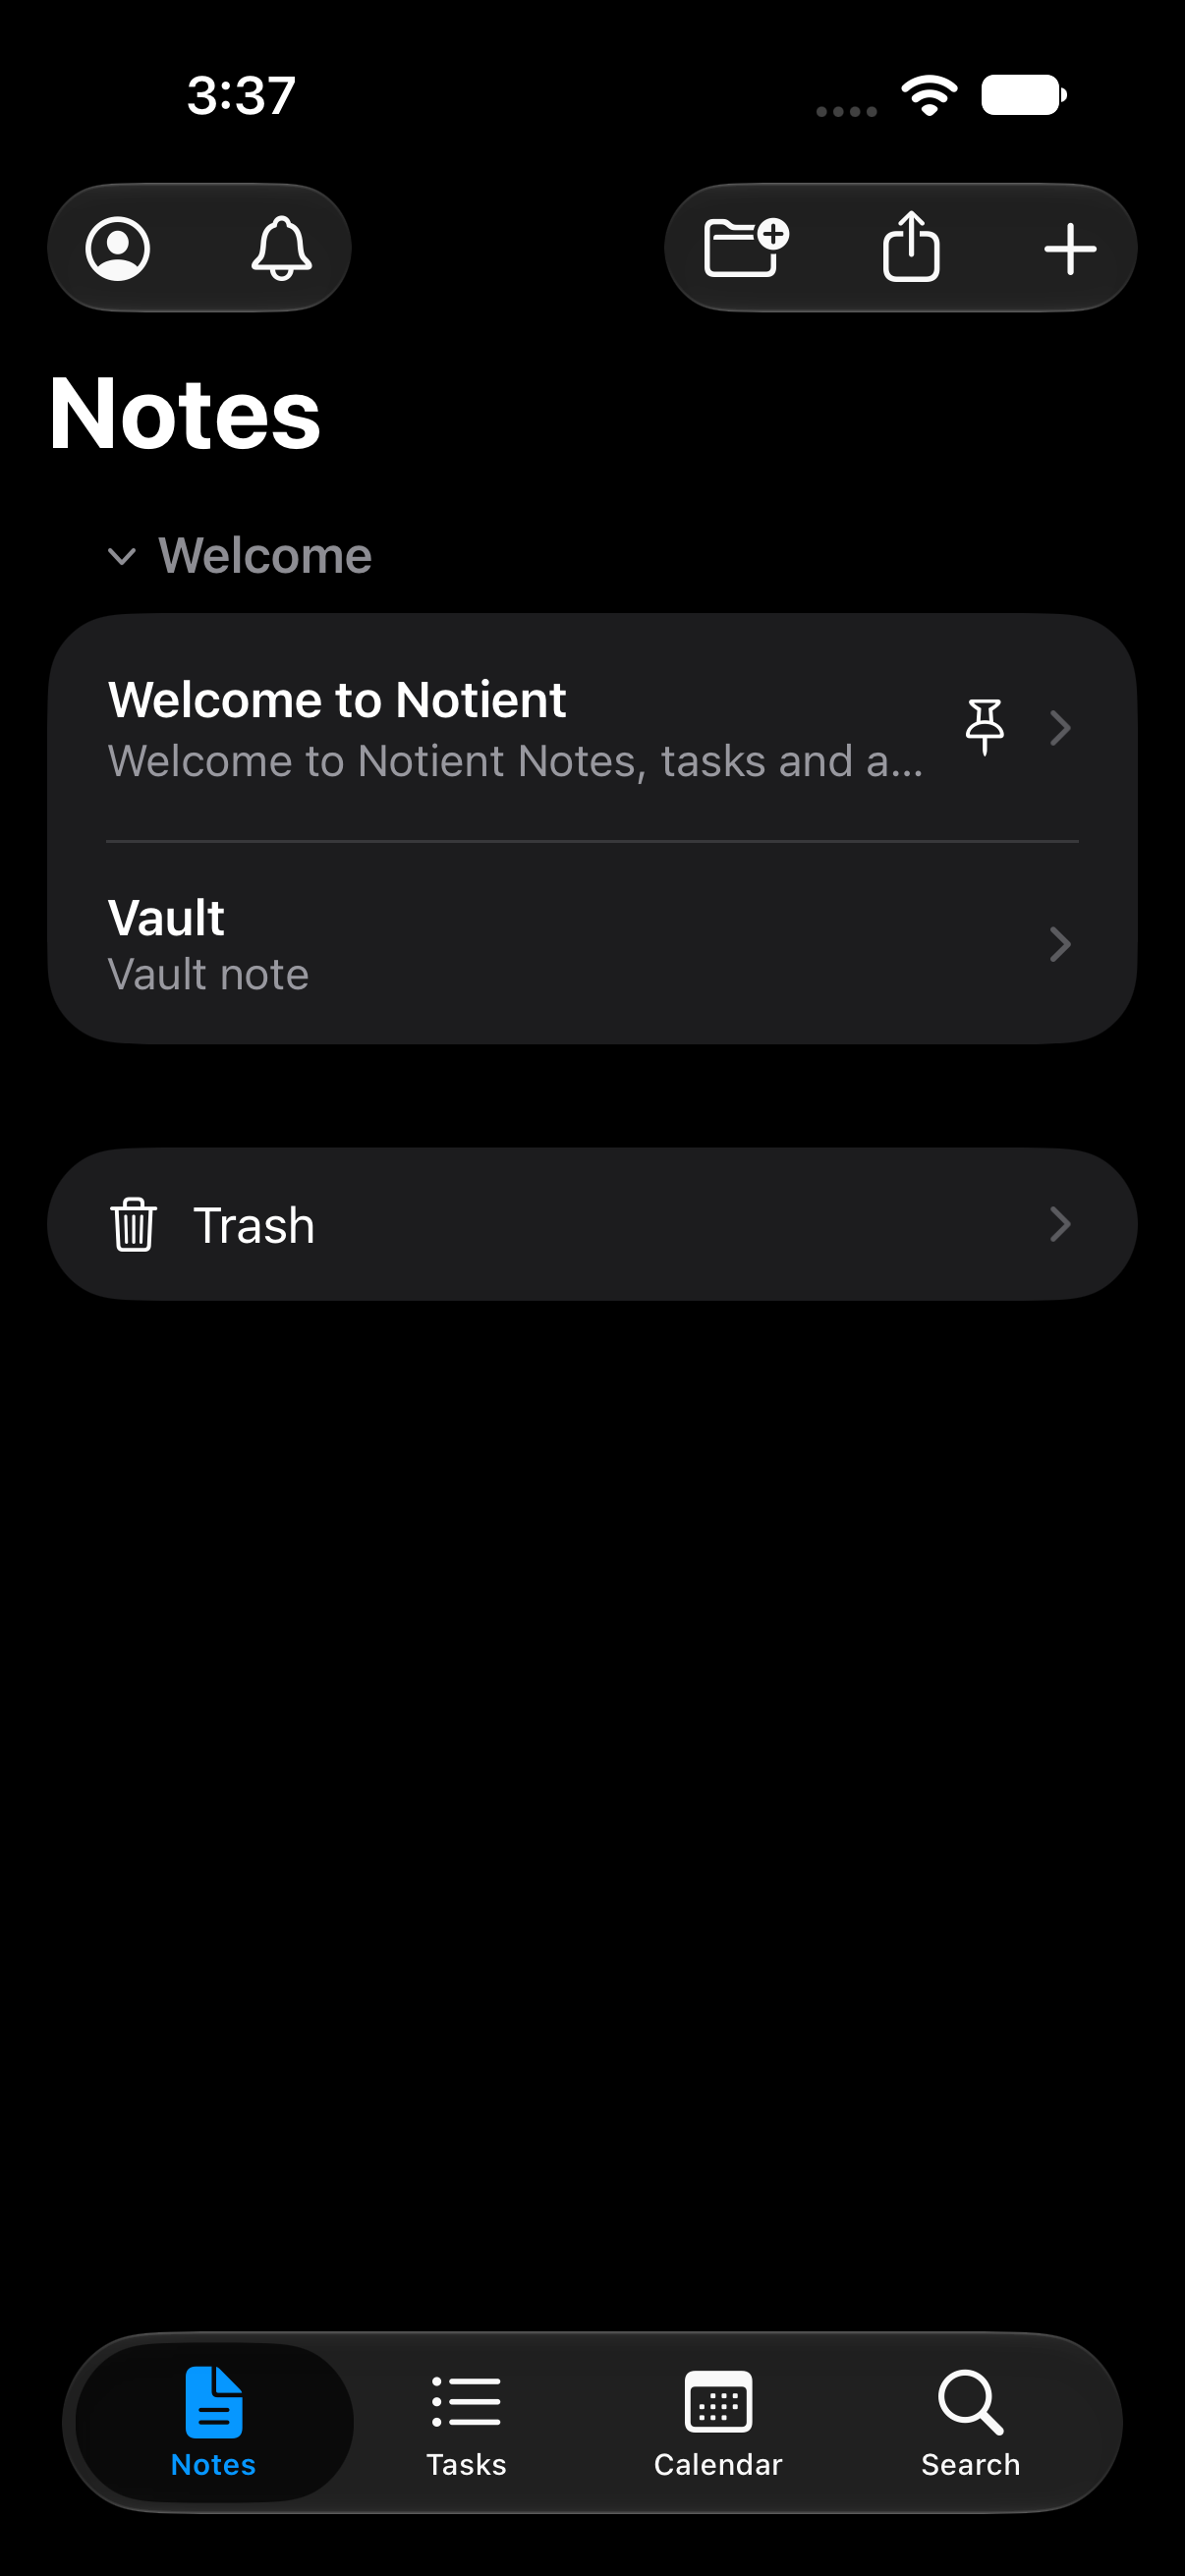 3:37
Notes
Welcome
Welcome to Notient
Welcome to Notient Notes, tasks and a...
Vault
Vault note
Trash
Notes
Tasks
Calendar
Search